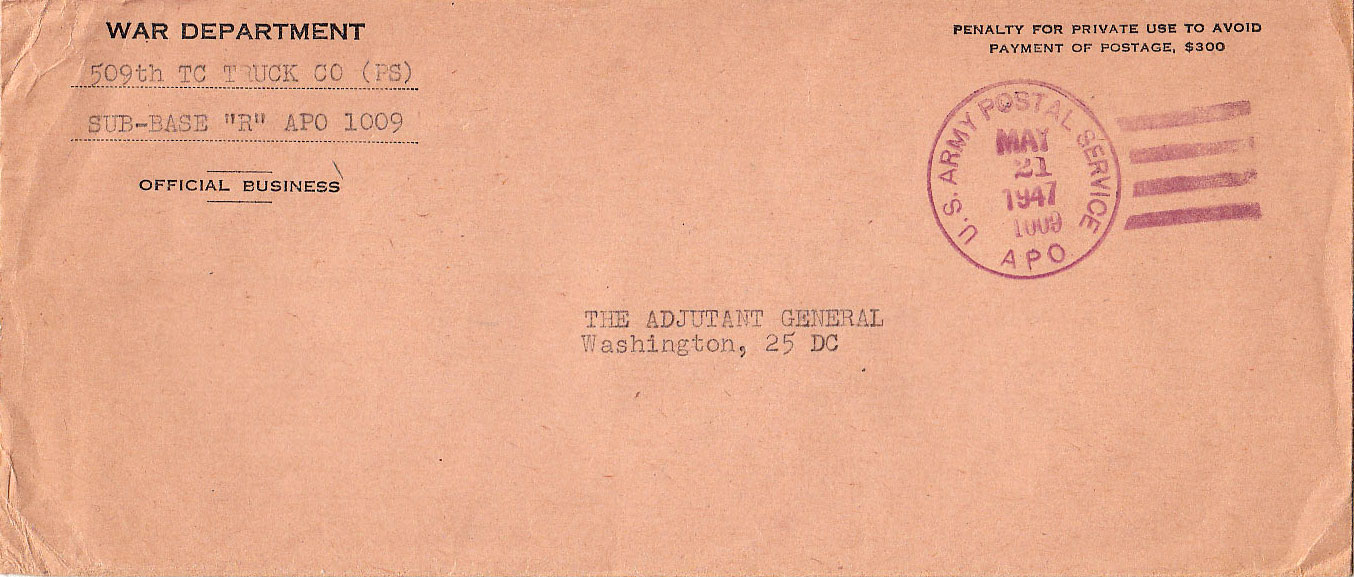 WAR DEPARTMENT
509th TC TRUCK CO (PS)
SUB-BASE "R" APO 1009
OFFICIAL BUSINESS
PENALTY FOR PRIVATE USE TO AVOID
PAYMENT OF POSTAGE, $300
U.S. ARMY POSTAL SERVICE
MAY
21
1947
1009
APO
THE ADJUTANT GENERAL
Washington, 25 DC